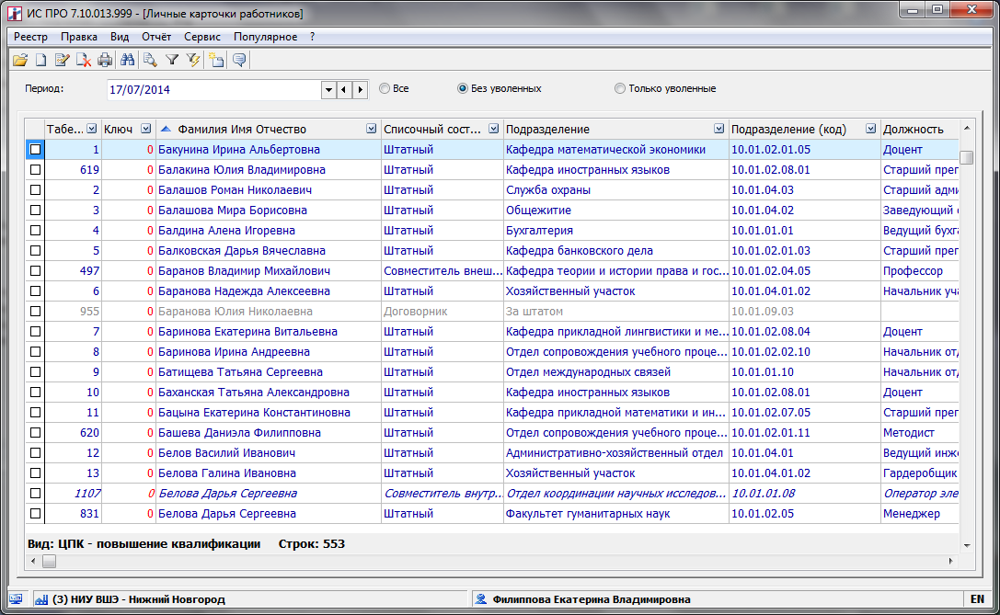 ИС ПРО 7.10.013.999 - [Личные карточки работников]
Реестр Правка Вид Отчёт Сервис Популярное ?
Период: 17/07/2014 Все Без уволенных Только уволенные
Табе... Ключ Фамилия Имя Отчество Списочный сост... Подразделение Подразделение (код) Должность
1 0 Бакунина Ирина Альбертовна Штатный Кафедра математической экономики 10.01.02.01.05 Доцент
619 0 Балакина Юлия Владимировна Штатный Кафедра иностранных языков 10.01.02.08.01 Старший преп
2 0 Балашов Роман Николаевич Штатный Служба охраны 10.01.04.03 Старший адми
3 0 Балашова Мира Борисовна Штатный Общежитие 10.01.04.02 Заведующий о
4 0 Балдина Алена Игоревна Штатный Бухгалтерия 10.01.01.01 Ведущий бухга
5 0 Балковская Дарья Вячеславна Штатный Кафедра банковского дела 10.01.02.01.03 Старший преп
497 0 Баранов Владимир Михайлович Совместитель внеш... Кафедра теории и истории права и гос... 10.01.02.04.05 Профессор
6 0 Баранова Надежда Алексеевна Штатный Хозяйственный участок 10.01.04.01.02 Начальник уча
955 0 Баранова Юлия Николаевна Договорник За штатом 10.01.09.03
7 0 Баринова Екатерина Витальевна Штатный Кафедра прикладной лингвистики и ме... 10.01.02.08.04 Доцент
8 0 Баринова Ирина Андреевна Штатный Отдел сопровождения учебного проце... 10.01.02.02.10 Начальник отд
9 0 Батищева Татьяна Сергеевна Штатный Отдел международных связей 10.01.01.10 Начальник отд
10 0 Баханская Татьяна Александровна Штатный Кафедра иностранных языков 10.01.02.08.01 Доцент
11 0 Бацына Екатерина Константиновна Штатный Кафедра прикладной математики и ин... 10.01.02.07.05 Старший преп
620 0 Башева Даниэла Филипповна Штатный Отдел сопровождения учебного проце... 10.01.02.01.11 Методист
12 0 Белов Василий Иванович Штатный Административно-хозяйственный отдел 10.01.04.01 Ведущий инже
13 0 Белова Галина Ивановна Штатный Хозяйственный участок 10.01.04.01.02 Гардеробщик
1107 0 Белова Дарья Сергеевна Совместитель внутр... Отдел координации научных исследов... 10.01.01.08 Оператор эле
831 0 Белова Дарья Сергеевна Штатный Факультет гуманитарных наук 10.01.02.05 Менеджер
Вид: ЦПК - повышение квалификации Строк: 553
(3) НИУ ВШЭ - Нижний Новгород Филиппова Екатерина Владимировна EN